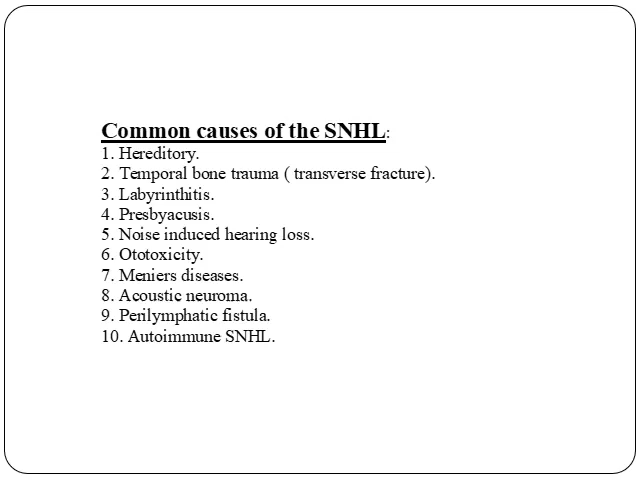 Common causes of the SNHL:
1. Hereditory.
2. Temporal bone trauma ( transverse fracture).
3. Labyrinthitis.
4. Presbyacusis.
5. Noise induced hearing loss.
6. Ototoxicity.
7. Meniers diseases.
8. Acoustic neuroma.
9. Perilymphatic fistula.
10. Autoimmune SNHL.